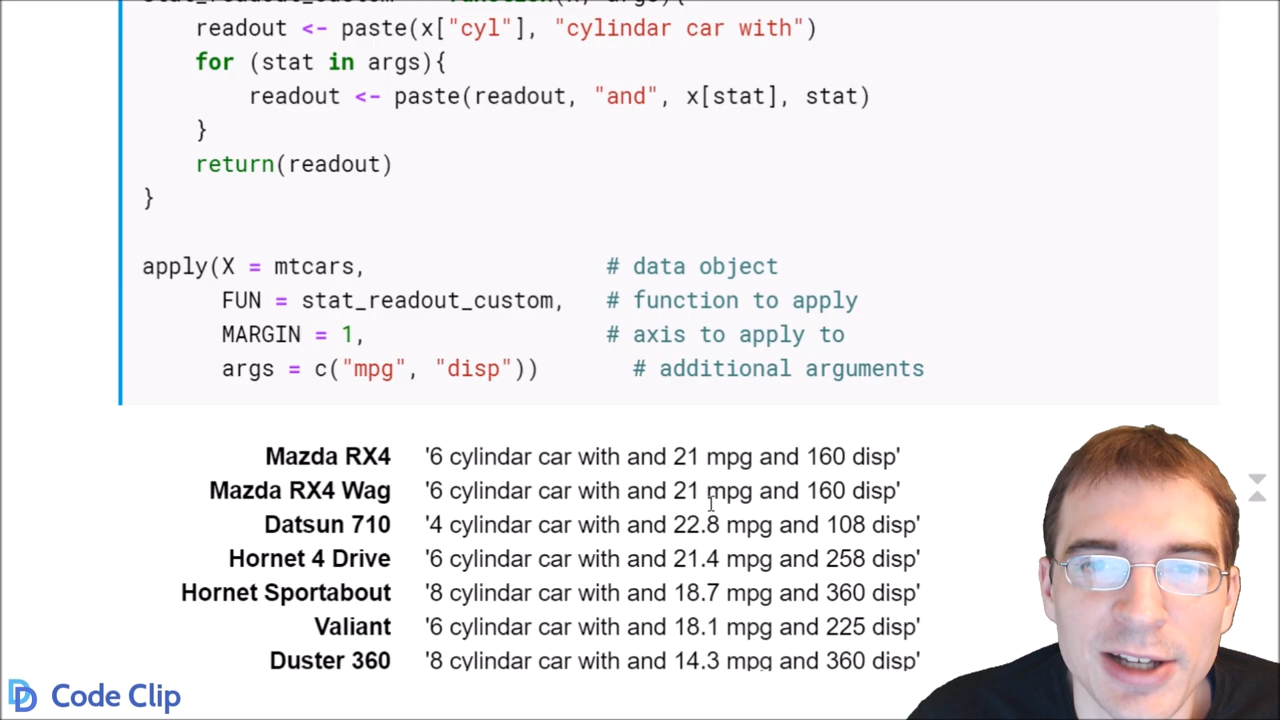 readout <- paste(x["cyl"], "cylindar car with")
for (stat in args){
readout <- paste(readout, "and", x[stat], stat)
}
return(readout)
}
apply(X = mtcars, # data object
FUN = stat_readout_custom, # function to apply
MARGIN = 1, # axis to apply to
args = c("mpg", "disp")) # additional arguments
Mazda RX4 '6 cylindar car with and 21 mpg and 160 disp'
Mazda RX4 Wag '6 cylindar car with and 21 mpg and 160 disp'
Datsun 710 '4 cylindar car with and 22.8 mpg and 108 disp'
Hornet 4 Drive '6 cylindar car with and 21.4 mpg and 258 disp'
Hornet Sportabout '8 cylindar car with and 18.7 mpg and 360 disp'
Valiant '6 cylindar car with and 18.1 mpg and 225 disp'
Duster 360 '8 cylindar car with and 14.3 mpg and 360 disp'
Code Clip